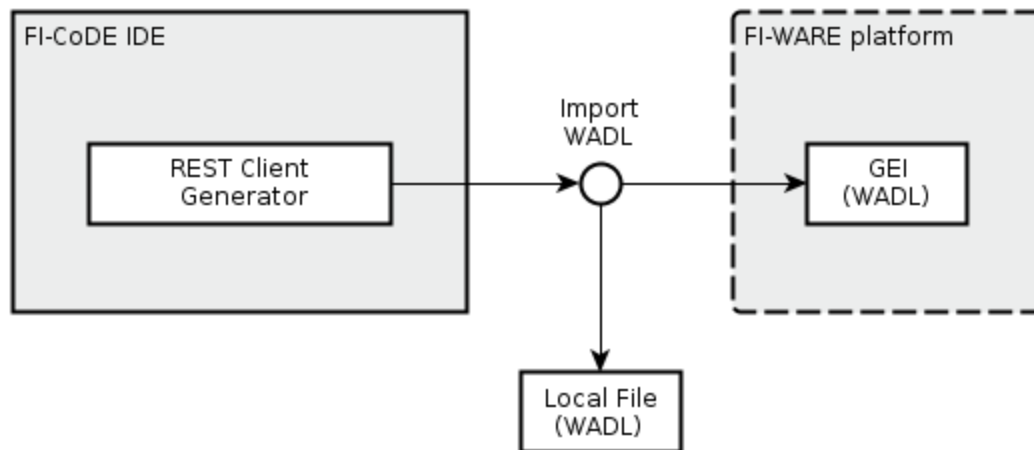 FI-CoDE IDE
FI-WARE platform
Import
WADL
REST Client
Generator
GEI
(WADL)
Local File
(WADL)